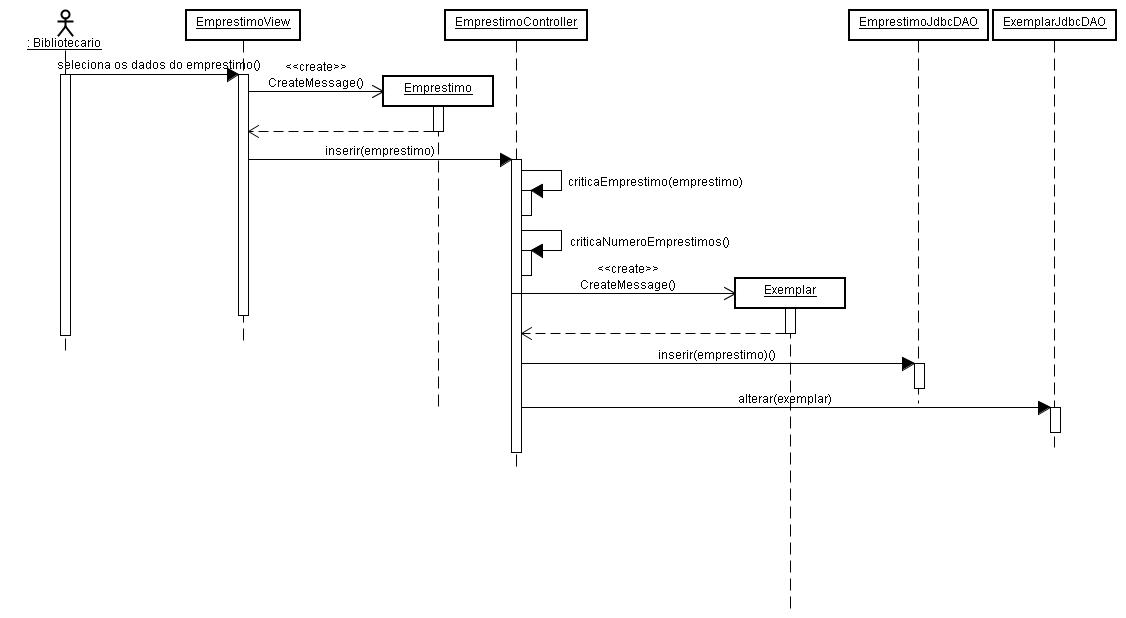 : Bibliotecario
EmprestimoView
EmprestimoController
EmprestimoJdbcDAO
ExemplarJdbcDAO
seleciona os dados do emprestimo()
<<create>>
CreateMessage()
Emprestimo
inserir(emprestimo)
criticaEmprestimo(emprestimo)
criticaNumeroEmprestimos()
<<create>>
CreateMessage()
Exemplar
inserir(emprestimo)()
alterar(exemplar)